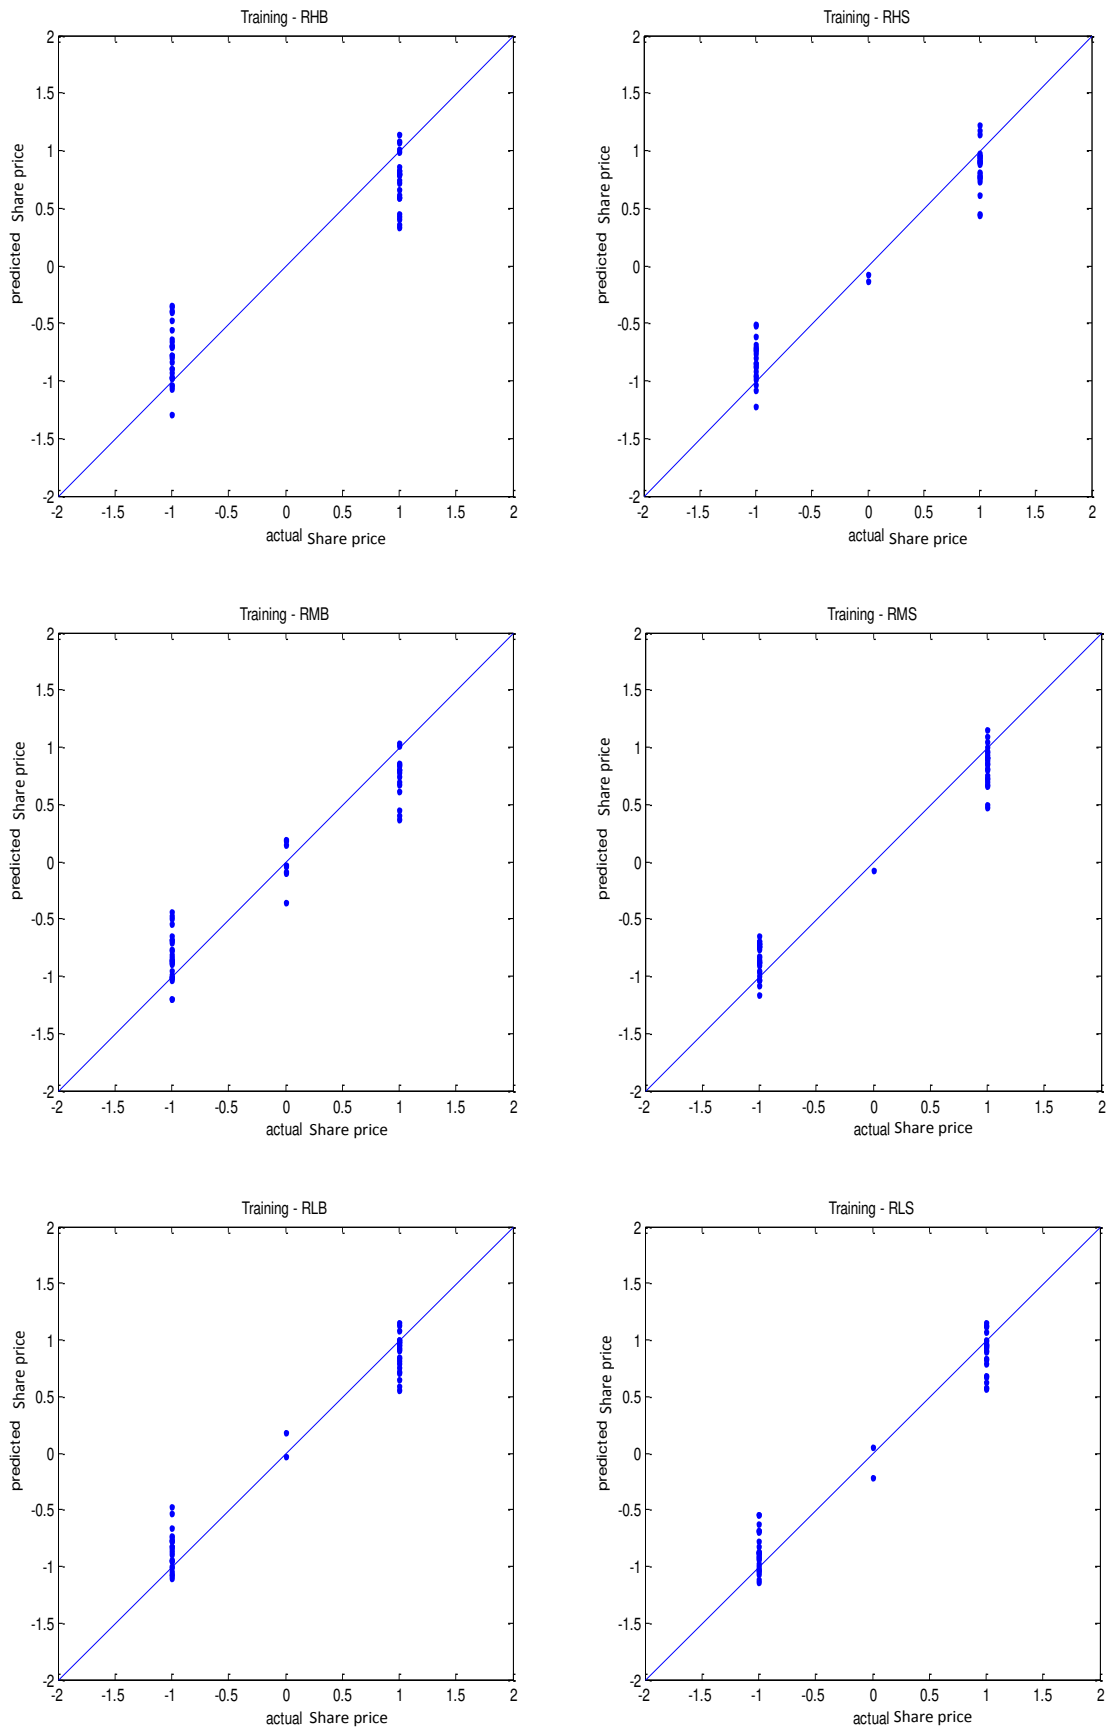 Training - RHB
2
1.5
1
0.5
0
-0.5
-1
-1.5
-2
-2 -1.5 -1 -0.5 0 0.5 1 1.5 2
predicted Share price
actual Share price
Training - RHS
2
1.5
1
0.5
0
-0.5
-1
-1.5
-2
-2 -1.5 -1 -0.5 0 0.5 1 1.5 2
predicted Share price
actual Share price
Training - RMB
2
1.5
1
0.5
0
-0.5
-1
-1.5
-2
-2 -1.5 -1 -0.5 0 0.5 1 1.5 2
predicted Share price
actual Share price
Training - RMS
2
1.5
1
0.5
0
-0.5
-1
-1.5
-2
-2 -1.5 -1 -0.5 0 0.5 1 1.5 2
predicted Share price
actual Share price
Training - RLB
2
1.5
1
0.5
0
-0.5
-1
-1.5
-2
-2 -1.5 -1 -0.5 0 0.5 1 1.5 2
predicted Share price
actual Share price
Training - RLS
2
1.5
1
0.5
0
-0.5
-1
-1.5
-2
-2 -1.5 -1 -0.5 0 0.5 1 1.5 2
predicted Share price
actual Share price